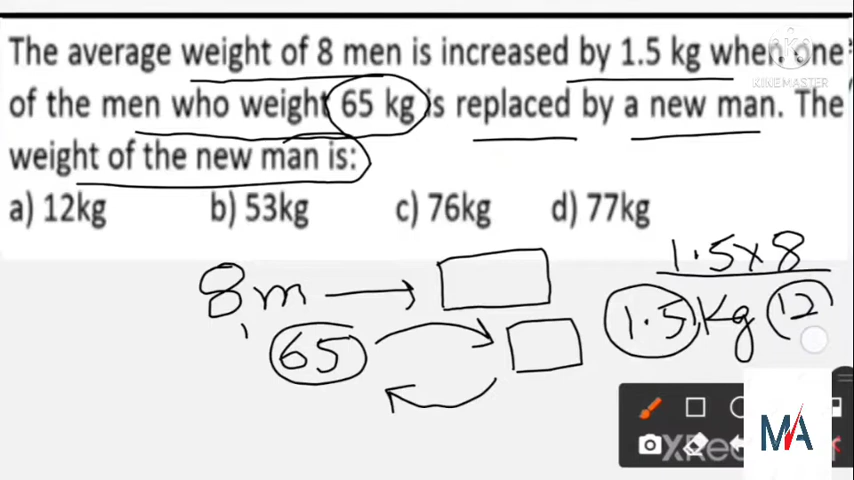 The average weight of 8 men is increased by 1.5 kg when one
of the men who weight 65 kg is replaced by a new man. The
weight of the new man is:
a) 12kg b) 53kg c) 76kg d) 77kg
1.5x8
8m
1.5 Kg 12
65
KINEMASTER
XRec
MA